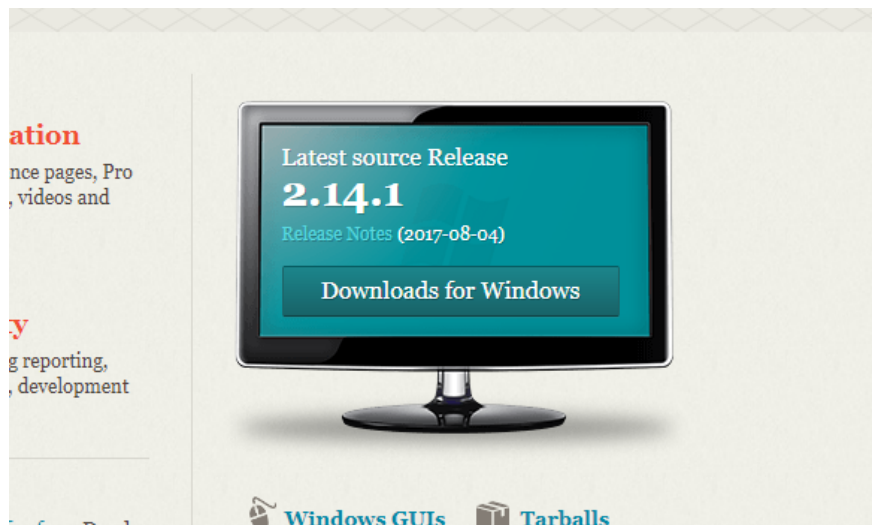 ation
nce pages, Pro
, videos and
Latest source Release
2.14.1
Release Notes (2017-08-04)
Downloads for Windows
y
g reporting,
, development
Windows GUIs
Tarballs